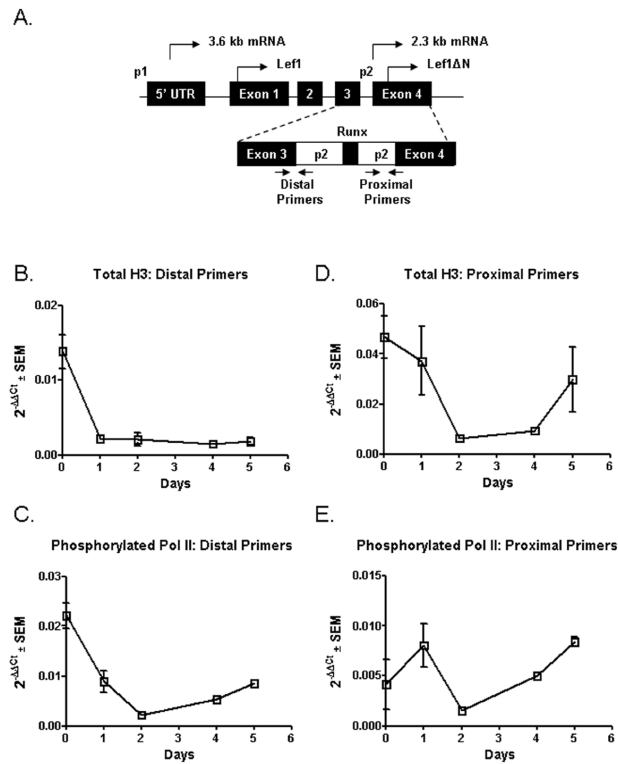 A.
3.6 kb mRNA
2.3 kb mRNA
p1
Lef1
p2
Lef1ΔN
5' UTR
Exon 1
2
3
Exon 4
Runx
Exon 3
p2
p2
Exon 4
Distal
Primers
Proximal
Primers
B.
Total H3: Distal Primers
2^-ΔΔCt ± SEM
0.02
0.01
0.00
0 1 2 3 4 5 6
Days
D.
Total H3: Proximal Primers
2^-ΔΔCt ± SEM
0.06
0.04
0.02
0.00
0 1 2 3 4 5 6
Days
C.
Phosphorylated Pol II: Distal Primers
2^-ΔΔCt ± SEM
0.03
0.02
0.01
0.00
0 1 2 3 4 5 6
Days
E.
Phosphorylated Pol II: Proximal Primers
2^-ΔΔCt ± SEM
0.015
0.010
0.005
0.000
0 1 2 3 4 5 6
Days